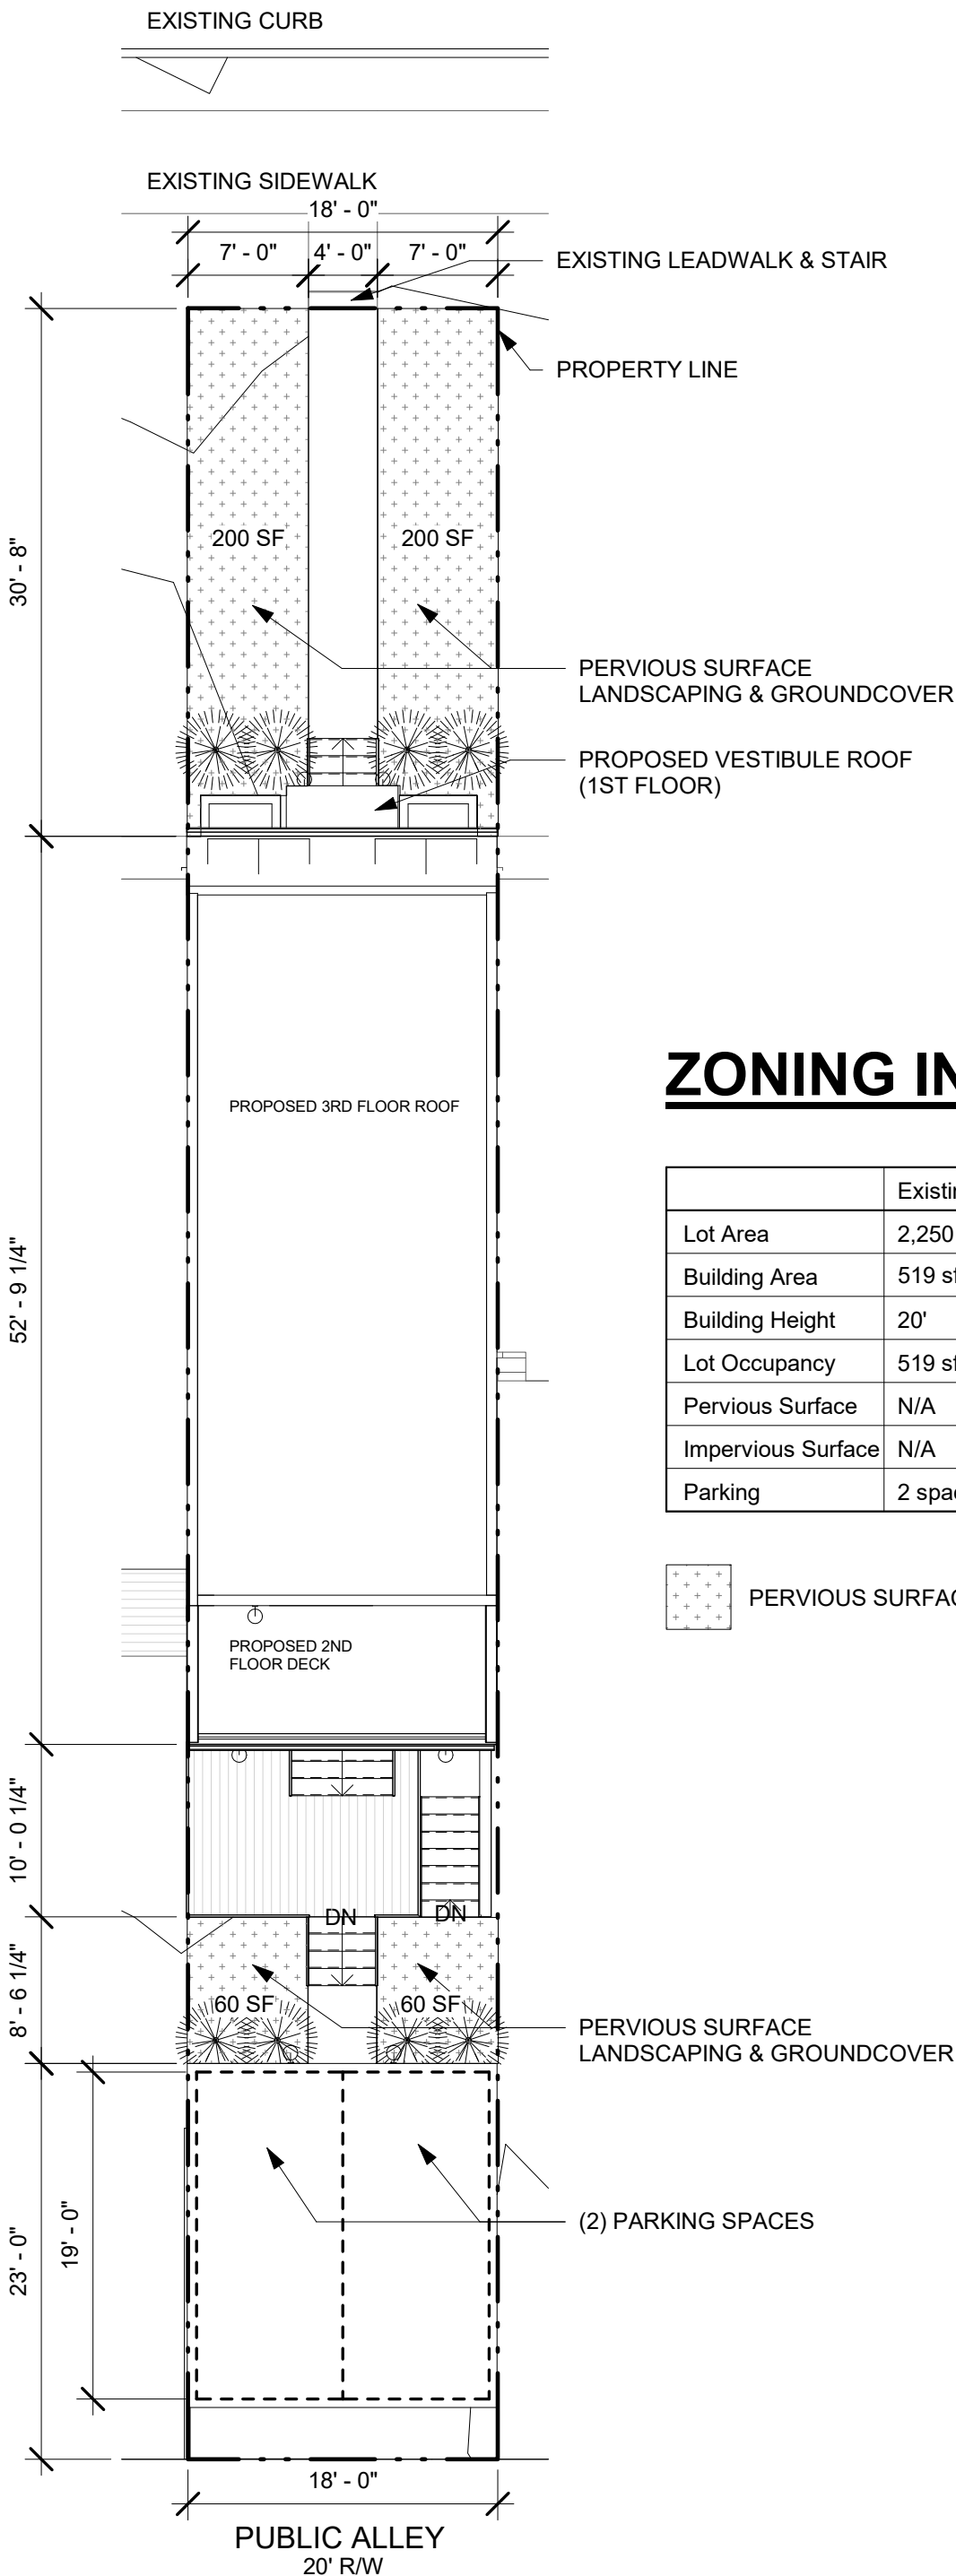 EXISTING CURB
EXISTING SIDEWALK
18' - 0"
7' - 0" 4' - 0" 7' - 0"
EXISTING LEADWALK & STAIR
PROPERTY LINE
30' - 8"
200 SF 200 SF
PERVIOUS SURFACE
LANDSCAPING & GROUNDCOVER
PROPOSED VESTIBULE ROOF
(1ST FLOOR)
ZONING IN
PROPOSED 3RD FLOOR ROOF
Existin
Lot Area 2,250
Building Area 519 sf
Building Height 20'
Lot Occupancy 519 sf
Pervious Surface N/A
Impervious Surface N/A
Parking 2 spac
52' - 9 1/4"
PERVIOUS SURFAC
PROPOSED 2ND
FLOOR DECK
10' - 0 1/4"
DN DN
8' - 6 1/4"
60 SF 60 SF
PERVIOUS SURFACE
LANDSCAPING & GROUNDCOVER
19' - 0"
23' - 0"
(2) PARKING SPACES
18' - 0"
PUBLIC ALLEY
20' R/W